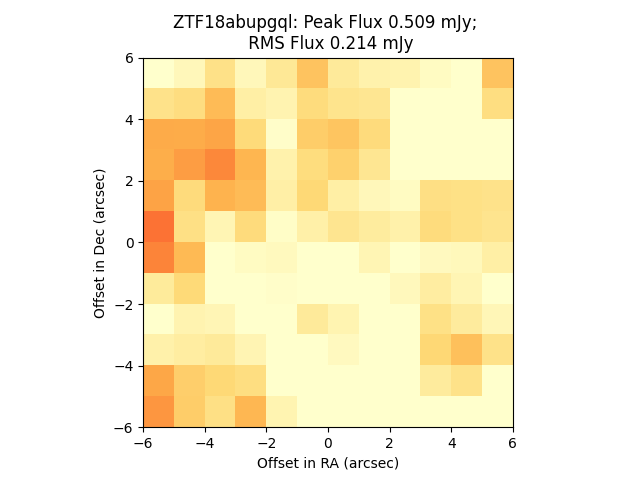 ZTF18abupgql: Peak Flux 0.509 mJy;
RMS Flux 0.214 mJy
6
4
2
0
−2
−4
−6
Offset in Dec (arcsec)
−6 −4 −2 0 2 4 6
Offset in RA (arcsec)